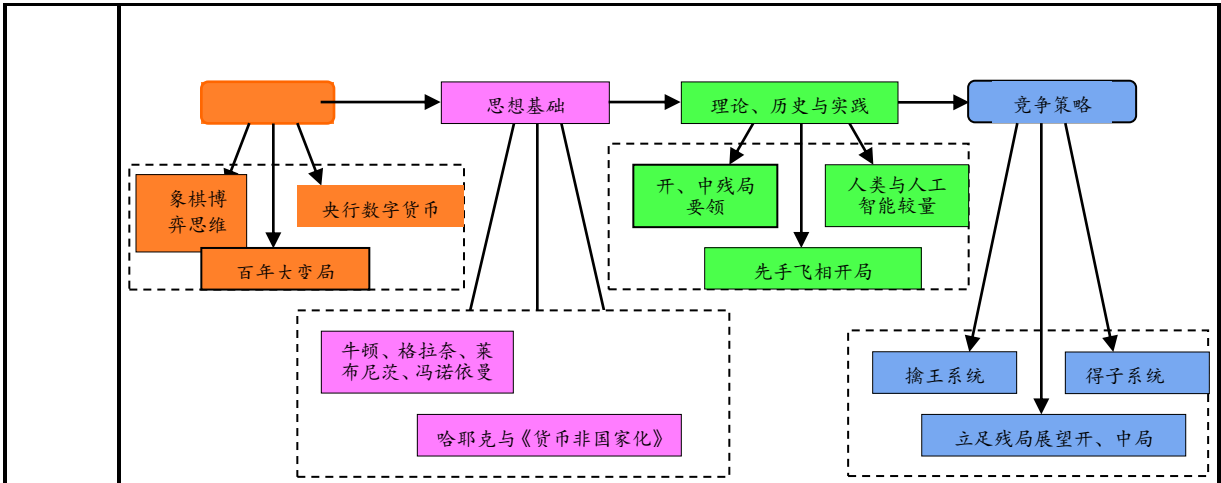 思想基础
理论、历史与实践
竞争策略
象棋博
弈思维
央行数字货币
百年大变局
开、中残局
要领
人类与人工
智能较量
先手飞相开局
牛顿、格拉奈、莱
布尼茨、冯诺依曼
哈耶克与《货币非国家化》
擒王系统
得子系统
立足残局展望开、中局